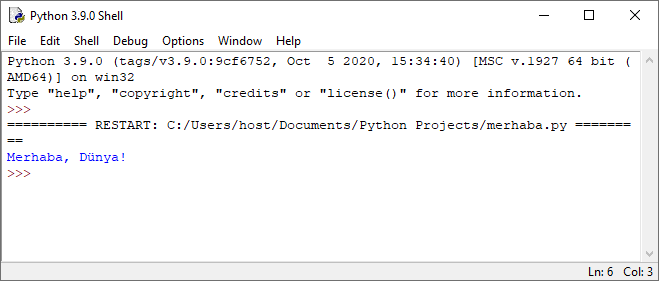 Python 3.9.0 Shell
File Edit Shell Debug Options Window Help
Python 3.9.0 (tags/v3.9.0:9cf6752, Oct  5 2020, 15:34:40) [MSC v.1927 64 bit (
AMD64)] on win32
Type "help", "copyright", "credits" or "license()" for more information.
>>>
========== RESTART: C:/Users/host/Documents/Python Projects/merhaba.py =======
==
Merhaba, Dünya!
>>>
Ln: 6 Col: 3